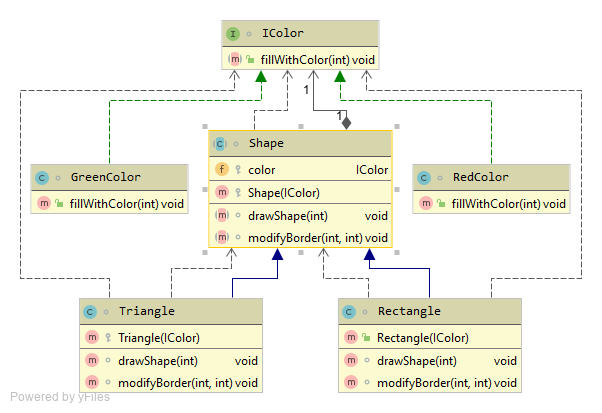 I IColor
m fillWithColor(int) void
1
1
C Shape
f color IColor
m Shape(IColor)
m drawShape(int) void
m modifyBorder(int, int) void
C GreenColor
m fillWithColor(int) void
C RedColor
m fillWithColor(int) void
C Triangle
m Triangle(IColor)
m drawShape(int) void
m modifyBorder(int, int) void
C Rectangle
m Rectangle(IColor)
m drawShape(int) void
m modifyBorder(int, int) void
Powered by yFiles